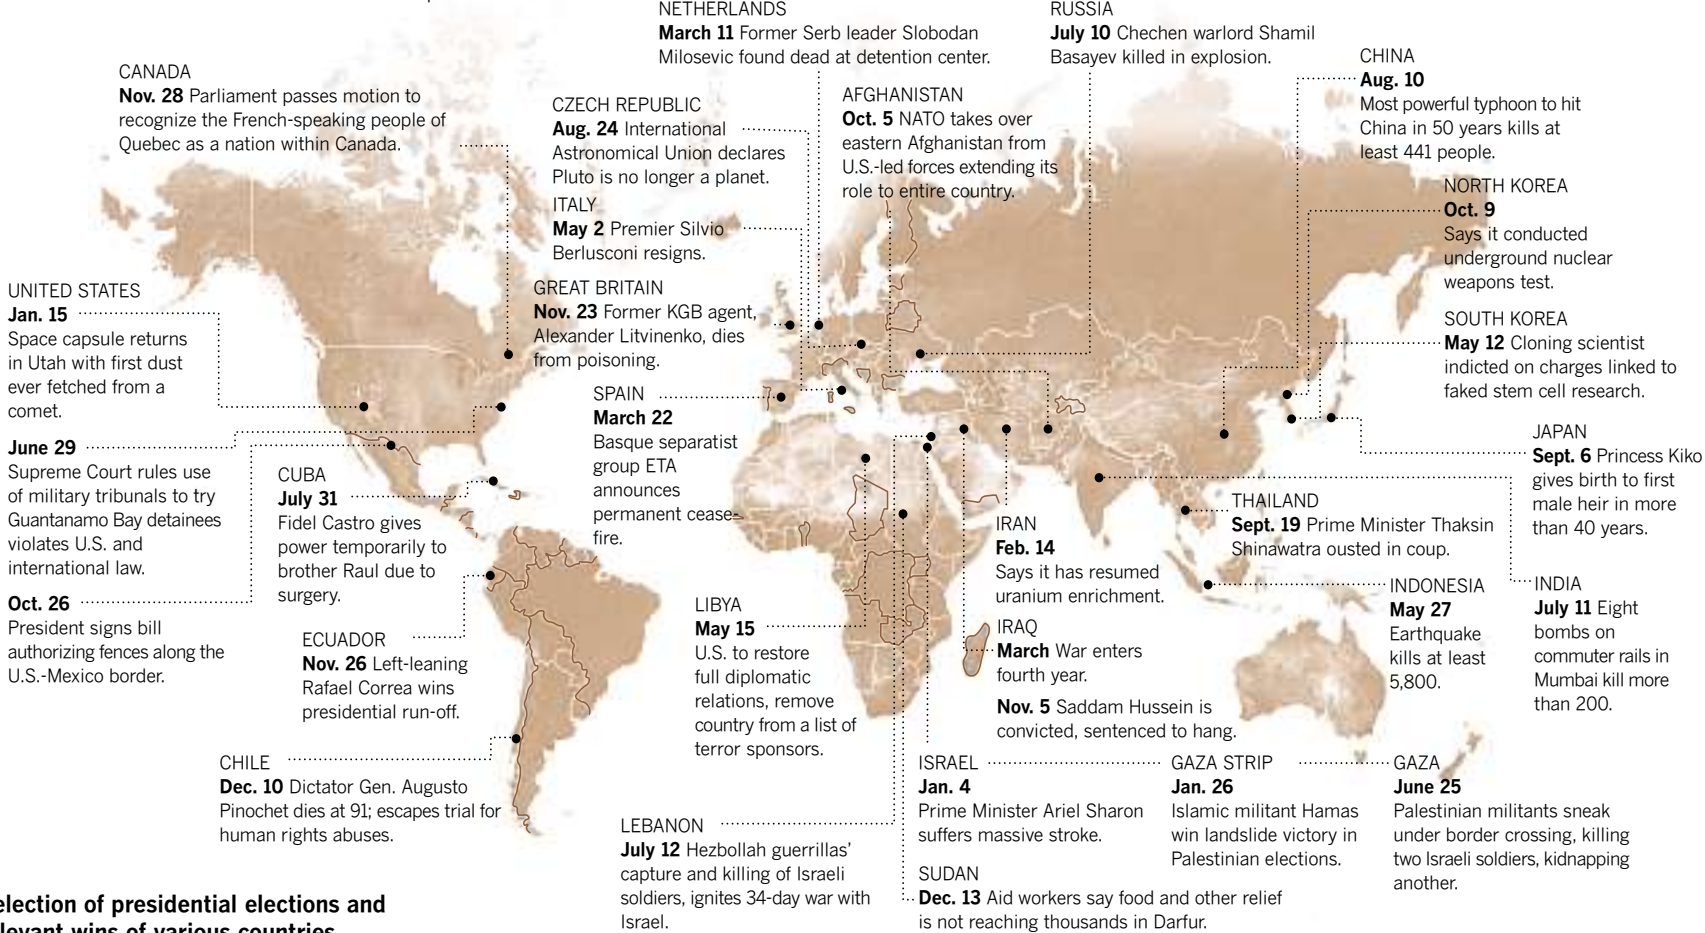 NETHERLANDS
March 11 Former Serb leader Slobodan
Milosevic found dead at detention center.
RUSSIA
July 10 Chechen warlord Shamil
Basayev killed in explosion.
CHINA
Aug. 10
Most powerful typhoon to hit
China in 50 years kills at
least 441 people.
CANADA
Nov. 28 Parliament passes motion to
recognize the French-speaking people of
Quebec as a nation within Canada.
CZECH REPUBLIC
Aug. 24 International
Astronomical Union declares
Pluto is no longer a planet.
AFGHANISTAN
Oct. 5 NATO takes over
eastern Afghanistan from
U.S.-led forces extending its
role to entire country.
NORTH KOREA
Oct. 9
Says it conducted
underground nuclear
weapons test.
ITALY
May 2 Premier Silvio
Berlusconi resigns.
UNITED STATES
Jan. 15
Space capsule returns
in Utah with first dust
ever fetched from a
comet.
June 29
Supreme Court rules use
of military tribunals to try
Guantanamo Bay detainees
violates U.S. and
international law.
Oct. 26
President signs bill
authorizing fences along the
U.S.-Mexico border.
GREAT BRITAIN
Nov. 23 Former KGB agent,
Alexander Litvinenko, dies
from poisoning.
SOUTH KOREA
May 12 Cloning scientist
indicted on charges linked to
faked stem cell research.
SPAIN
March 22
Basque separatist
group ETA
announces
permanent cease-
fire.
JAPAN
Sept. 6 Princess Kiko
gives birth to first
male heir in more
than 40 years.
CUBA
July 31
Fidel Castro gives
power temporarily to
brother Raul due to
surgery.
THAILAND
Sept. 19 Prime Minister Thaksin
Shinawatra ousted in coup.
IRAN
Feb. 14
Says it has resumed
uranium enrichment.
INDONESIA
May 27
Earthquake
kills at least
5,800.
INDIA
July 11 Eight
bombs on
commuter rails in
Mumbai kill more
than 200.
ECUADOR
Nov. 26 Left-leaning
Rafael Correa wins
presidential run-off.
LIBYA
May 15
U.S. to restore
full diplomatic
relations, remove
country from a list of
terror sponsors.
IRAQ
March War enters
fourth year.
Nov. 5 Saddam Hussein is
convicted, sentenced to hang.
CHILE
Dec. 10 Dictator Gen. Augusto
Pinochet dies at 91; escapes trial for
human rights abuses.
ISRAEL
Jan. 4
Prime Minister Ariel Sharon
suffers massive stroke.
GAZA STRIP
Jan. 26
Islamic militant Hamas
win landslide victory in
Palestinian elections.
GAZA
June 25
Palestinian militants sneak
under border crossing, killing
two Israeli soldiers, kidnapping
another.
LEBANON
July 12 Hezbollah guerrillas'
capture and killing of Israeli
soldiers, ignites 34-day war with
Israel.
SUDAN
Dec. 13 Aid workers say food and other relief
is not reaching thousands in Darfur.
election of presidential elections and
levant wins of various countries